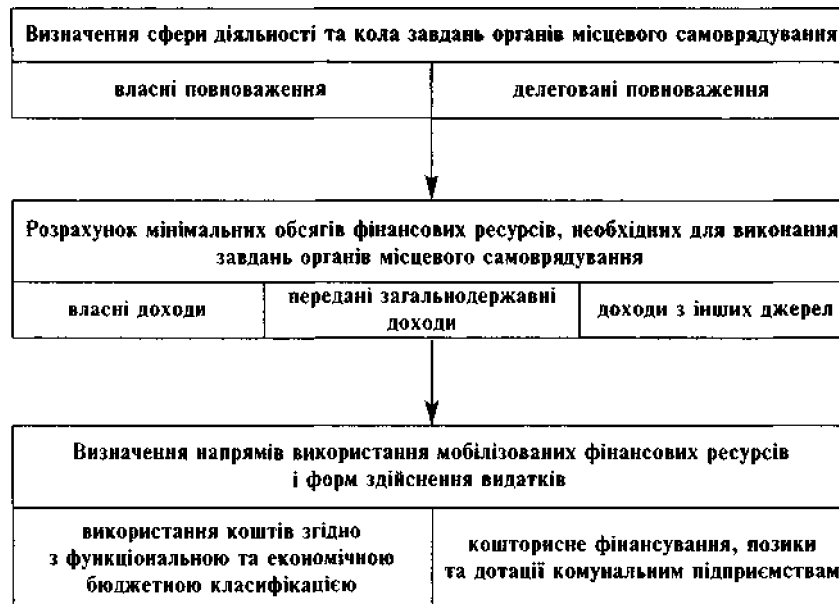 Визначення сфери діяльності та кола завдань органів місцевого самоврядування
власні повноваження
делеговані повноваження
Розрахунок мінімальних обсягів фінансових ресурсів, необхідних для виконання
завдань органів місцевого самоврядування
власні доходи
передані загальнодержавні
доходи
доходи з інших джерел
Визначення напрямів використання мобілізованих фінансових ресурсів
і форм здійснення видатків
використання коштів згідно
з функціональною та економічною
бюджетною класифікацією
кошторисне фінансування, позики
та дотації комунальним підприємствам